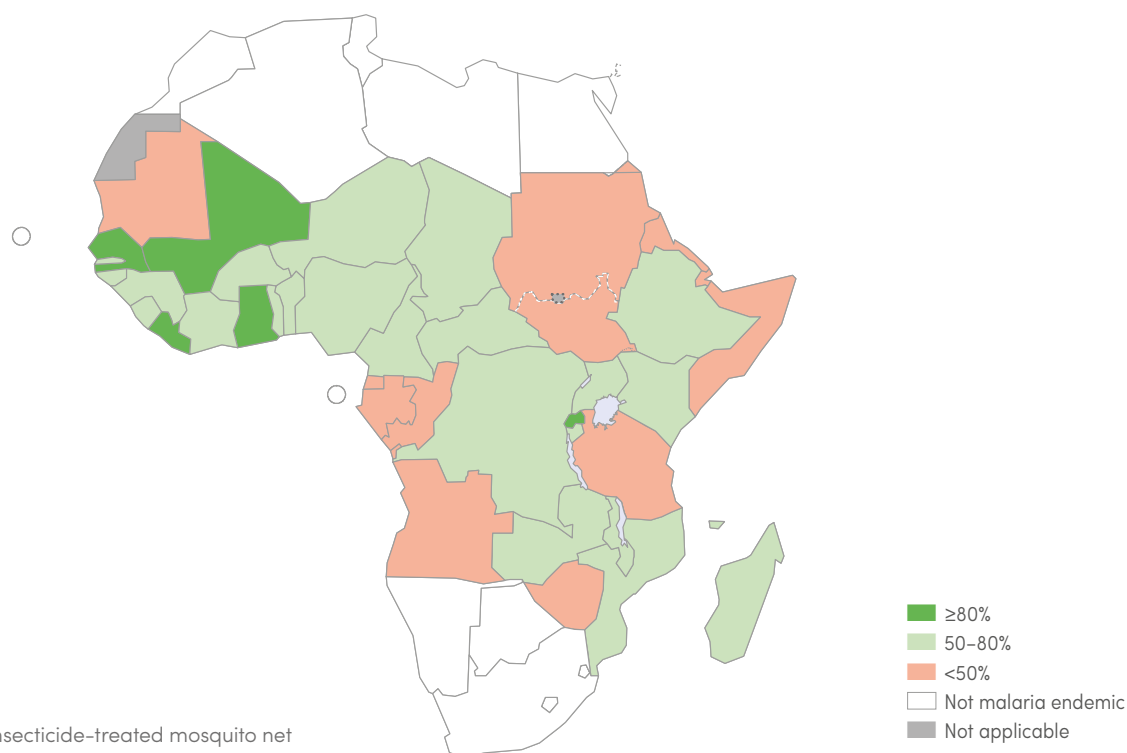 ≥80%
50–80%
<50%
Not malaria endemic
Not applicable
nsecticide-treated mosquito net